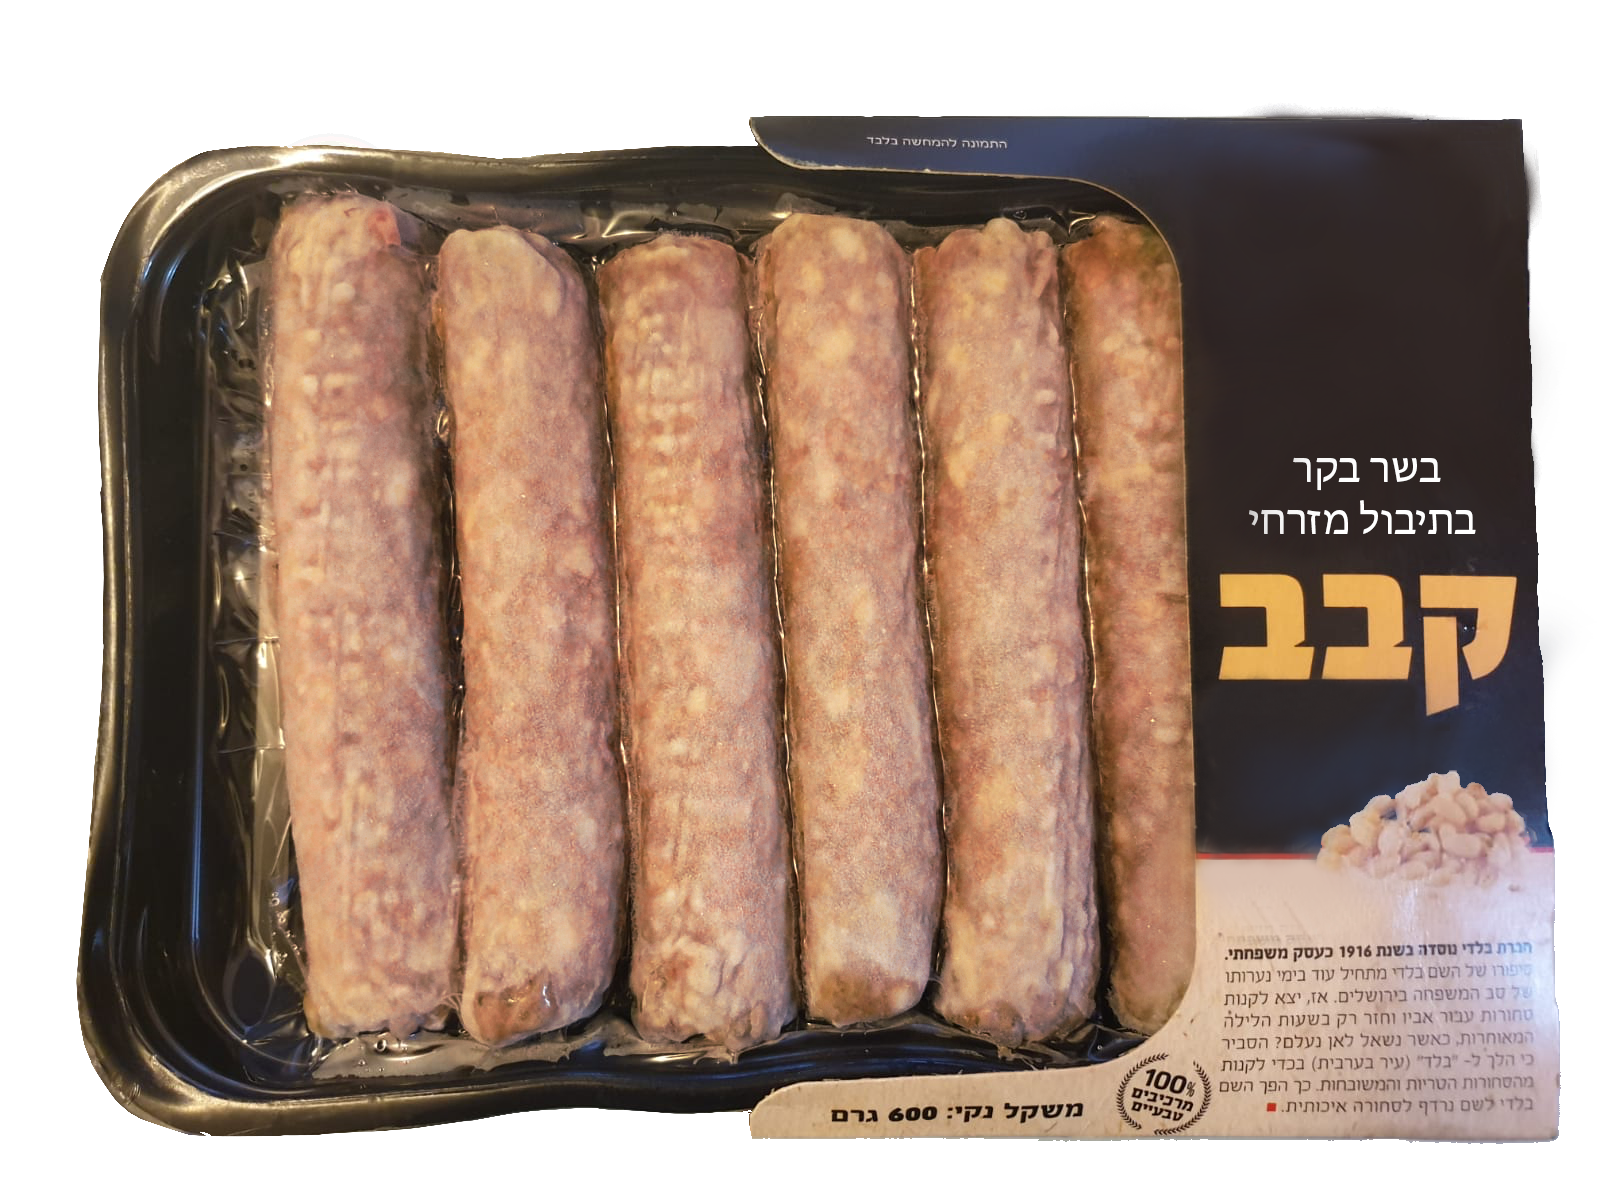 התמונה להמחשה בלבד
בשר בקר
בתיבול מזרחי
קבב
חברת בלדי נוסדה בשנת 1916 כעסק משפחתי.
סיפורו של השם בלדי מתחיל עוד בימי נערותו
של סב המשפחה בירושלים. אז, יצא לקנות
סחורות עבור אביו וחזר רק בשעות הלילה
המאוחרות, כאשר נשאל לאן נעלם? הסביר
כי הלך ל- "בלד" (עיר בערבית) בכדי לקנות
מהסחורות הטריות והמשובחות. כך הפך השם
בלדי לשם נרדף לסחורה איכותית.
100%
מרכיבים
טבעיים
משקל נקי: 600 גרם